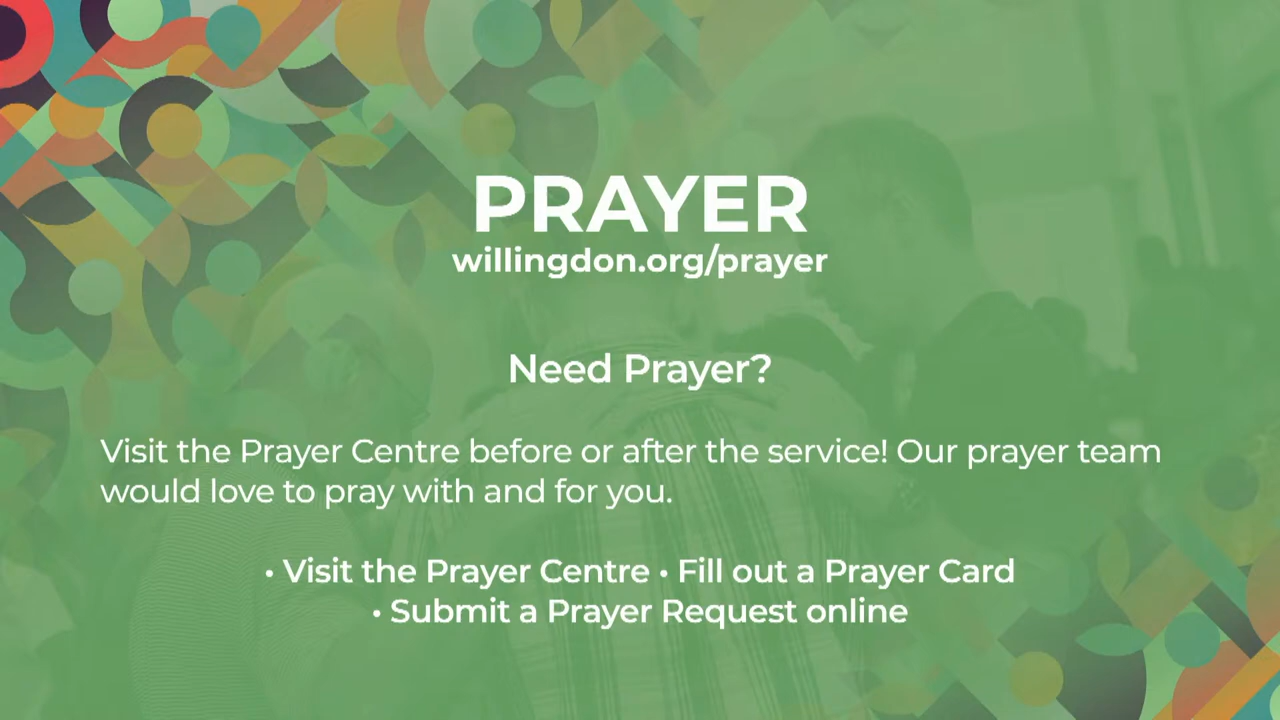 PRAYER
willingdon.org/prayer
Need Prayer?
Visit the Prayer Centre before or after the service! Our prayer team
would love to pray with and for you.
• Visit the Prayer Centre • Fill out a Prayer Card
• Submit a Prayer Request online